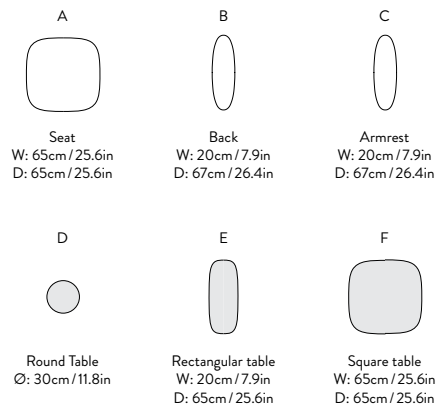 A
B
C
Seat
W: 65cm/25.6in
D: 65cm/25.6in
Back
W: 20cm/7.9in
D: 67cm/26.4in
Armrest
W: 20cm/7.9in
D: 67cm/26.4in
D
E
F
Round Table
Ø: 30cm/11.8in
Rectangular table
W: 20cm/7.9in
D: 65cm/25.6in
Square table
W: 65cm/25.6in
D: 65cm/25.6in